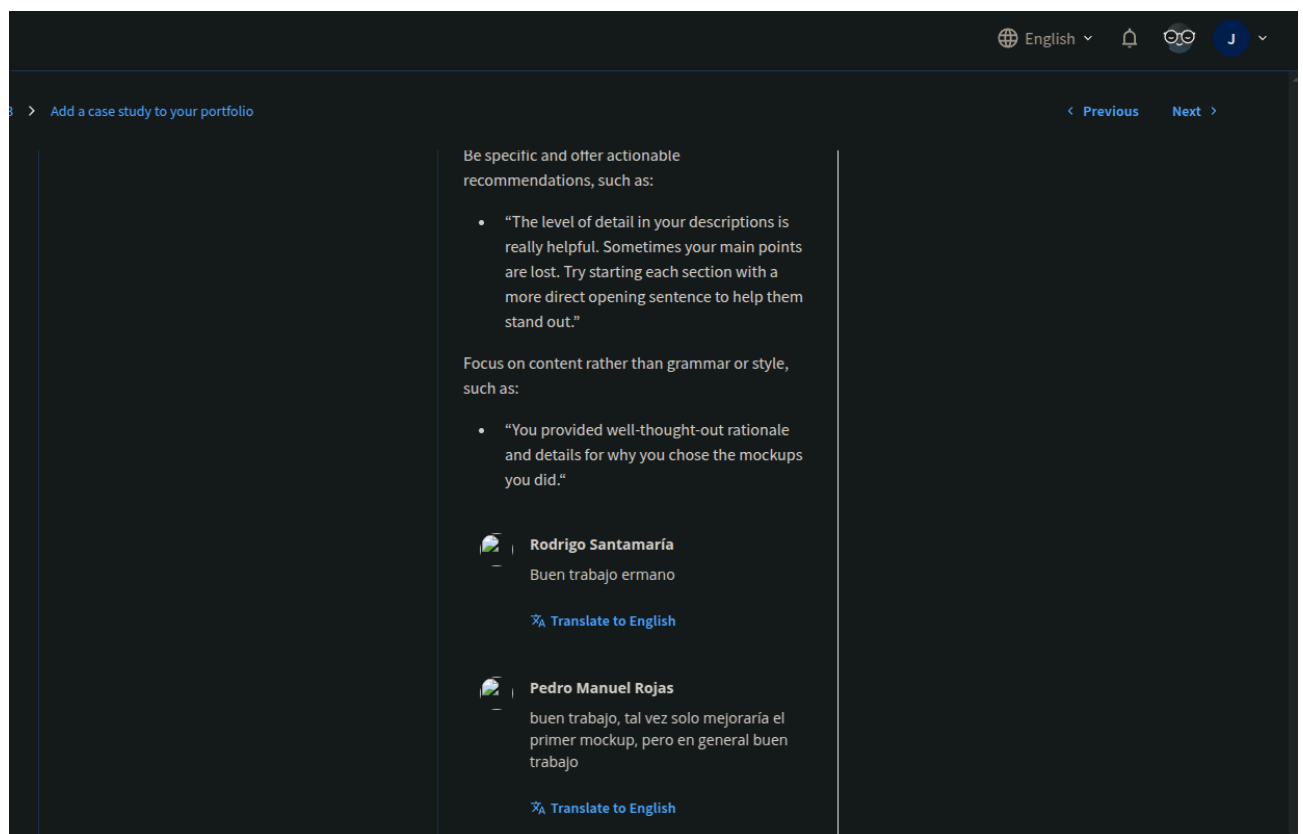 English
J
Add a case study to your portfolio
Previous
Next
Be specific and offer actionable
recommendations, such as:
“The level of detail in your descriptions is
really helpful. Sometimes your main points
are lost. Try starting each section with a
more direct opening sentence to help them
stand out.”
Focus on content rather than grammar or style,
such as:
“You provided well-thought-out rationale
and details for why you chose the mockups
you did.“
Rodrigo Santamaría
Buen trabajo ermano
Translate to English
Pedro Manuel Rojas
buen trabajo, tal vez solo mejoraría el
primer mockup, pero en general buen
trabajo
Translate to English